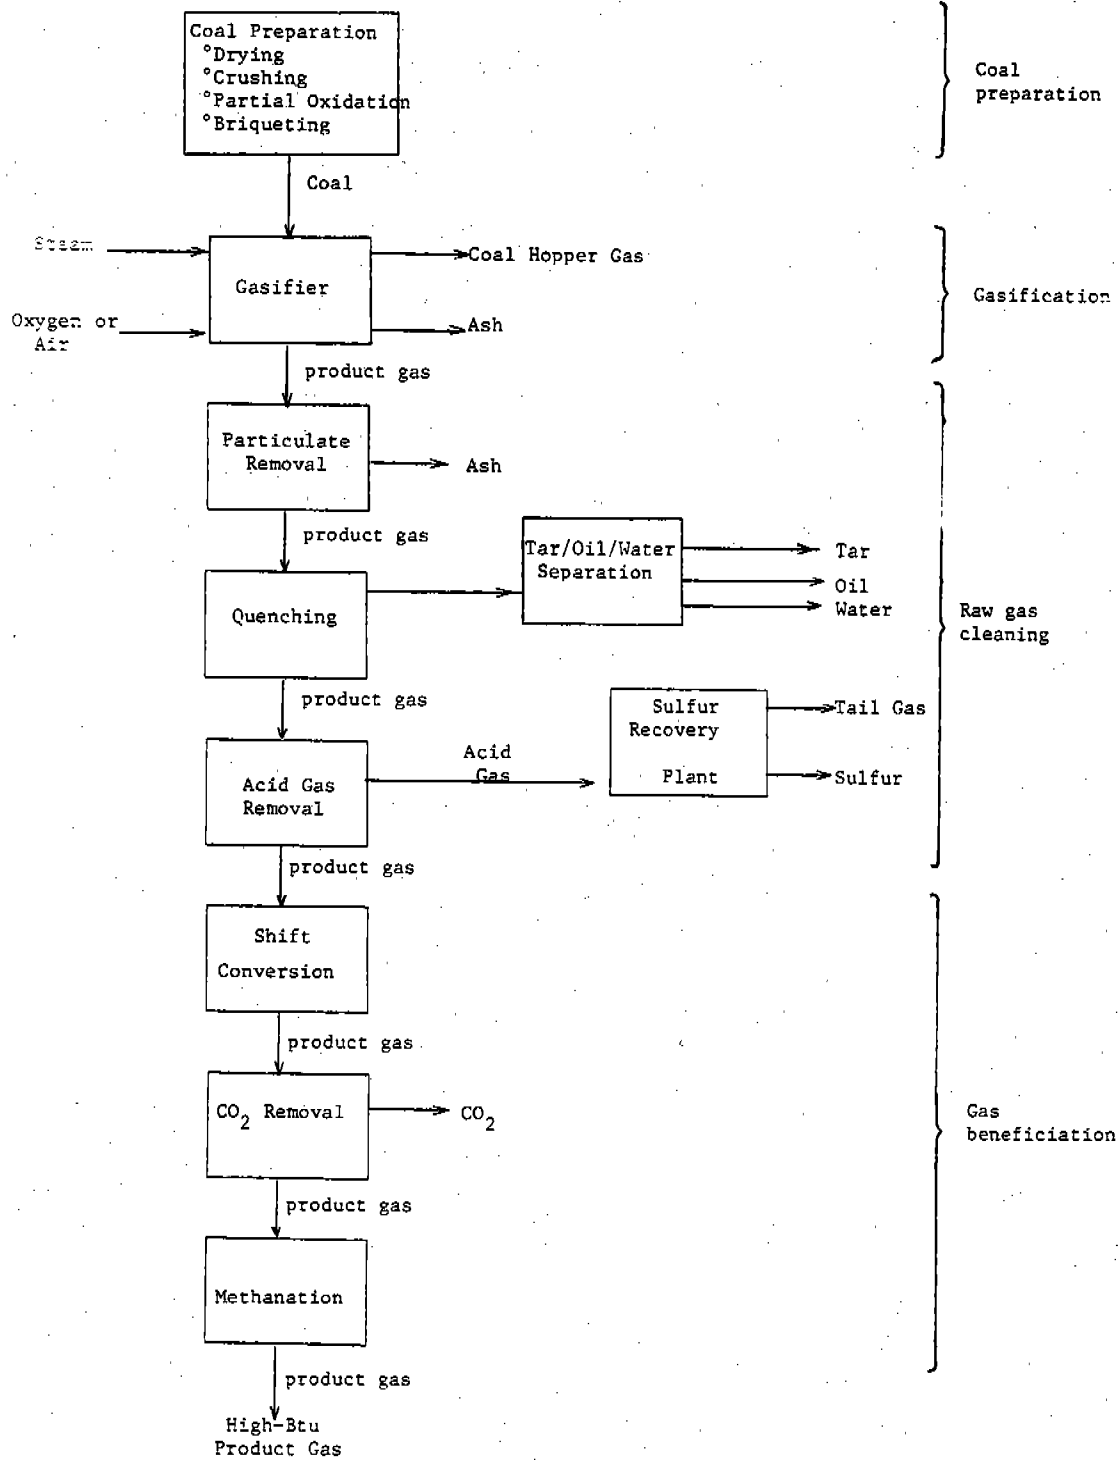 Coal Preparation
°Drying
°Crushing
°Partial Oxidation
°Briqueting
Coal
preparation
Coal
Steam
Coal Hopper Gas
Gasifier
Gasification
Oxygen or
Air
Ash
product gas
Particulate
Removal
Ash
product gas
Tar/Oil/Water
Separation
Tar
Oil
Water
Quenching
Raw gas
cleaning
product gas
Sulfur
Recovery
Plant
Tail Gas
Sulfur
Acid
Gas
Acid Gas
Removal
product gas
Shift
Conversion
product gas
CO2 Removal
CO2
Gas
beneficiation
product gas
Methanation
product gas
High-Btu
Product Gas